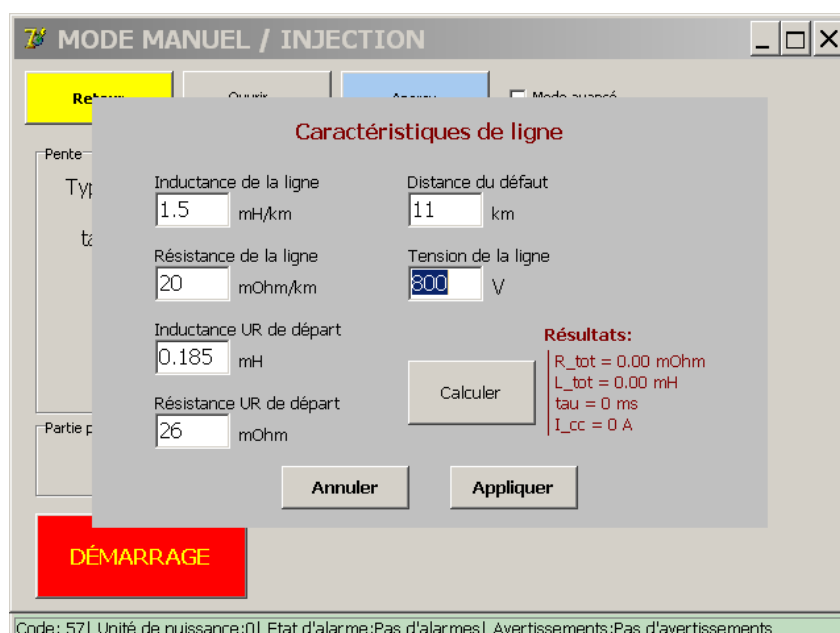 MODE MANUEL / INJECTION
Mode avancé
Caractéristiques de ligne
Pente
Inductance de la ligne
1.5 mH/km
Distance du défaut
11 km
Résistance de la ligne
20 mOhm/km
Tension de la ligne
800 V
Inductance UR de départ
0.185 mH
Résistance UR de départ
26 mOhm
Calculer
Résultats:
R_tot = 0.00 mOhm
L_tot = 0.00 mH
tau = 0 ms
I_cc = 0 A
Partie p
Annuler
Appliquer
DÉMARRAGE
Code: 57| Unité de puissance:0| Etat d'alarme:Pas d'alarmes| Avertissements:Pas d'avertissements